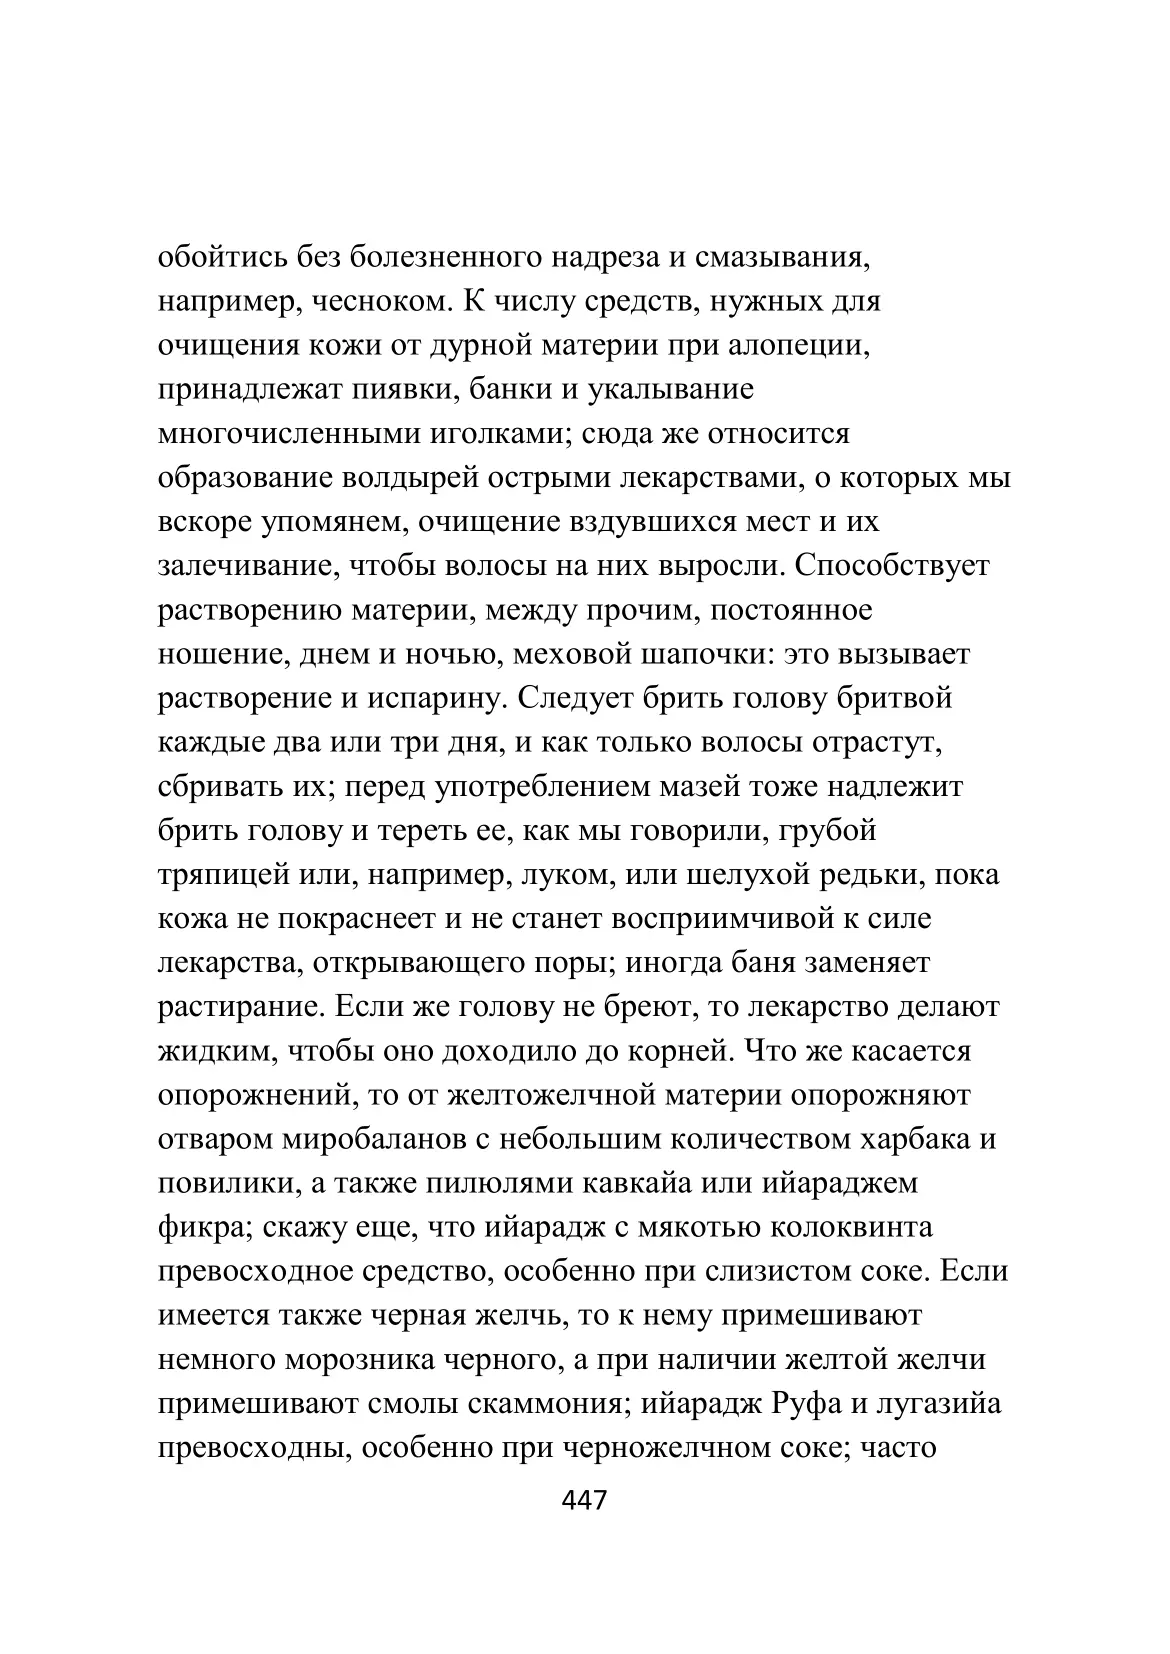 обойтись без болезненного надреза и смазывания,
например, чесноком. К числу средств, нужных для
очищения кожи от дурной материи при алопеции,
принадлежат пиявки, банки и укалывание
многочисленными иголками; сюда же относится
образование волдырей острыми лекарствами, о которых мы
вскоре упомянем, очищение вздувшихся мест и их
залечивание, чтобы волосы на них выросли. Способствует
растворению материи, между прочим, постоянное
ношение, днем и ночью, меховой шапочки: это вызывает
растворение и испарину. Следует брить голову бритвой
каждые два или три дня, и как только волосы отрастут,
сбривать их; перед употреблением мазей тоже надлежит
брить голову и тереть ее, как мы говорили, грубой
тряпицей или, например, луком, или шелухой редьки, пока
кожа не покраснеет и не станет восприимчивой к силе
лекарства, открывающего поры; иногда баня заменяет
растирание. Если же голову не бреют, то лекарство делают
жидким, чтобы оно доходило до корней. Что же касается
опорожнений, то от желтожелчной материи опорожняют
отваром миробаланов с небольшим количеством харбака и
повилики, а также пилюлями кавкайа или ийараджем
фикра; скажу еще, что ийарадж с мякотью колоквинта
превосходное средство, особенно при слизистом соке. Если
имеется также черная желчь, то к нему примешивают
немного морозника черного, а при наличии желтой желчи
примешивают смолы скаммония; ийарадж Руфа и лугазийа
превосходны, особенно при черножелчном соке; часто
447